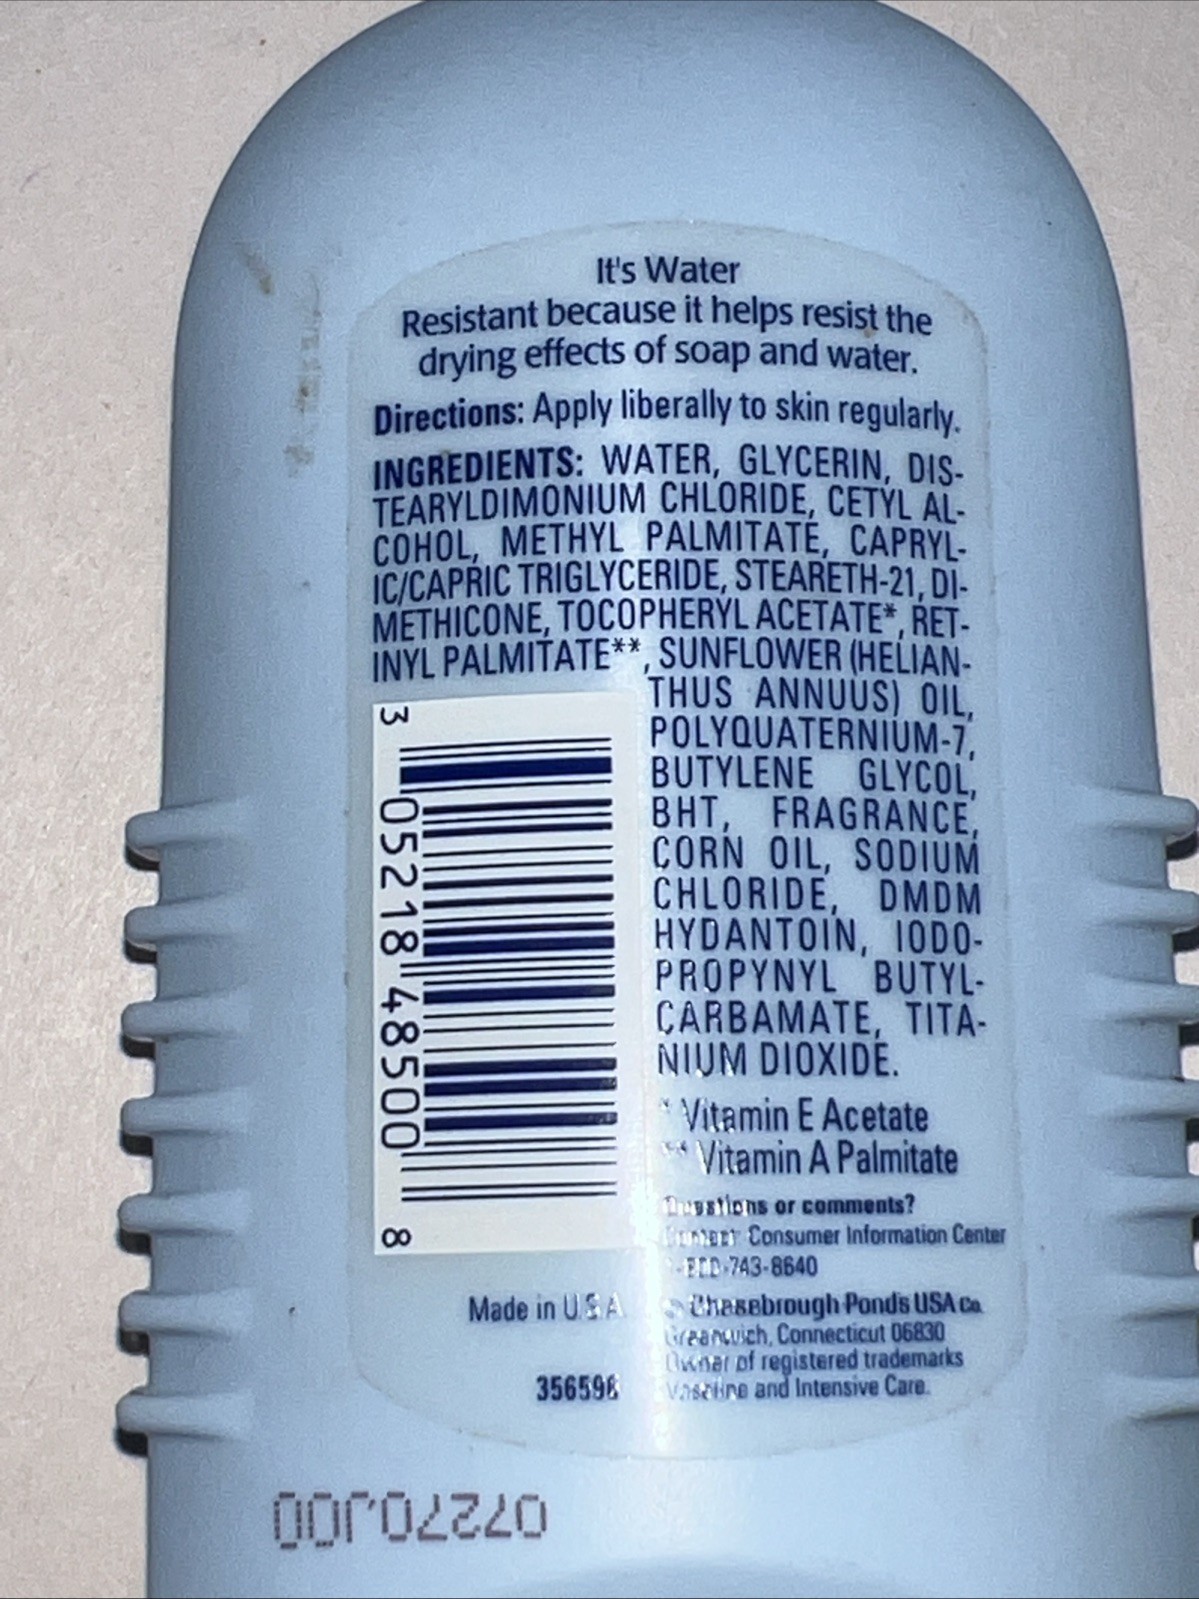 It's Water
Resistant because it helps resist the
drying effects of soap and water.
Directions: Apply liberally to skin regularly.
INGREDIENTS: WATER, GLYCERIN, DIS-
TEARYLDIMONIUM CHLORIDE, CETYL AL-
COHOL, METHYL PALMITATE, CAPRYL-
IC/CAPRIC TRIGLYCERIDE, STEARETH-21, DI-
METHICONE, TOCOPHERYL ACETATE*, RET-
INYL PALMITATE**, SUNFLOWER (HELIAN-
THUS ANNUUS) OIL,
POLYQUATERNIUM-7,
BUTYLENE GLYCOL,
BHT, FRAGRANCE,
CORN OIL, SODIUM
CHLORIDE, DMDM
HYDANTOIN, IODO-
PROPYNYL BUTYL-
CARBAMATE, TITA-
NIUM DIOXIDE.
* Vitamin E Acetate
** Vitamin A Palmitate
3 05218 48500 8
Questions or comments?
Contact Consumer Information Center
1-800-743-8640
Made in U.S.A.
© Chesebrough Pond's USA Co.
Greenwich, Connecticut 06830
Owner of registered trademarks
Vaseline and Intensive Care.
356598
07270J00